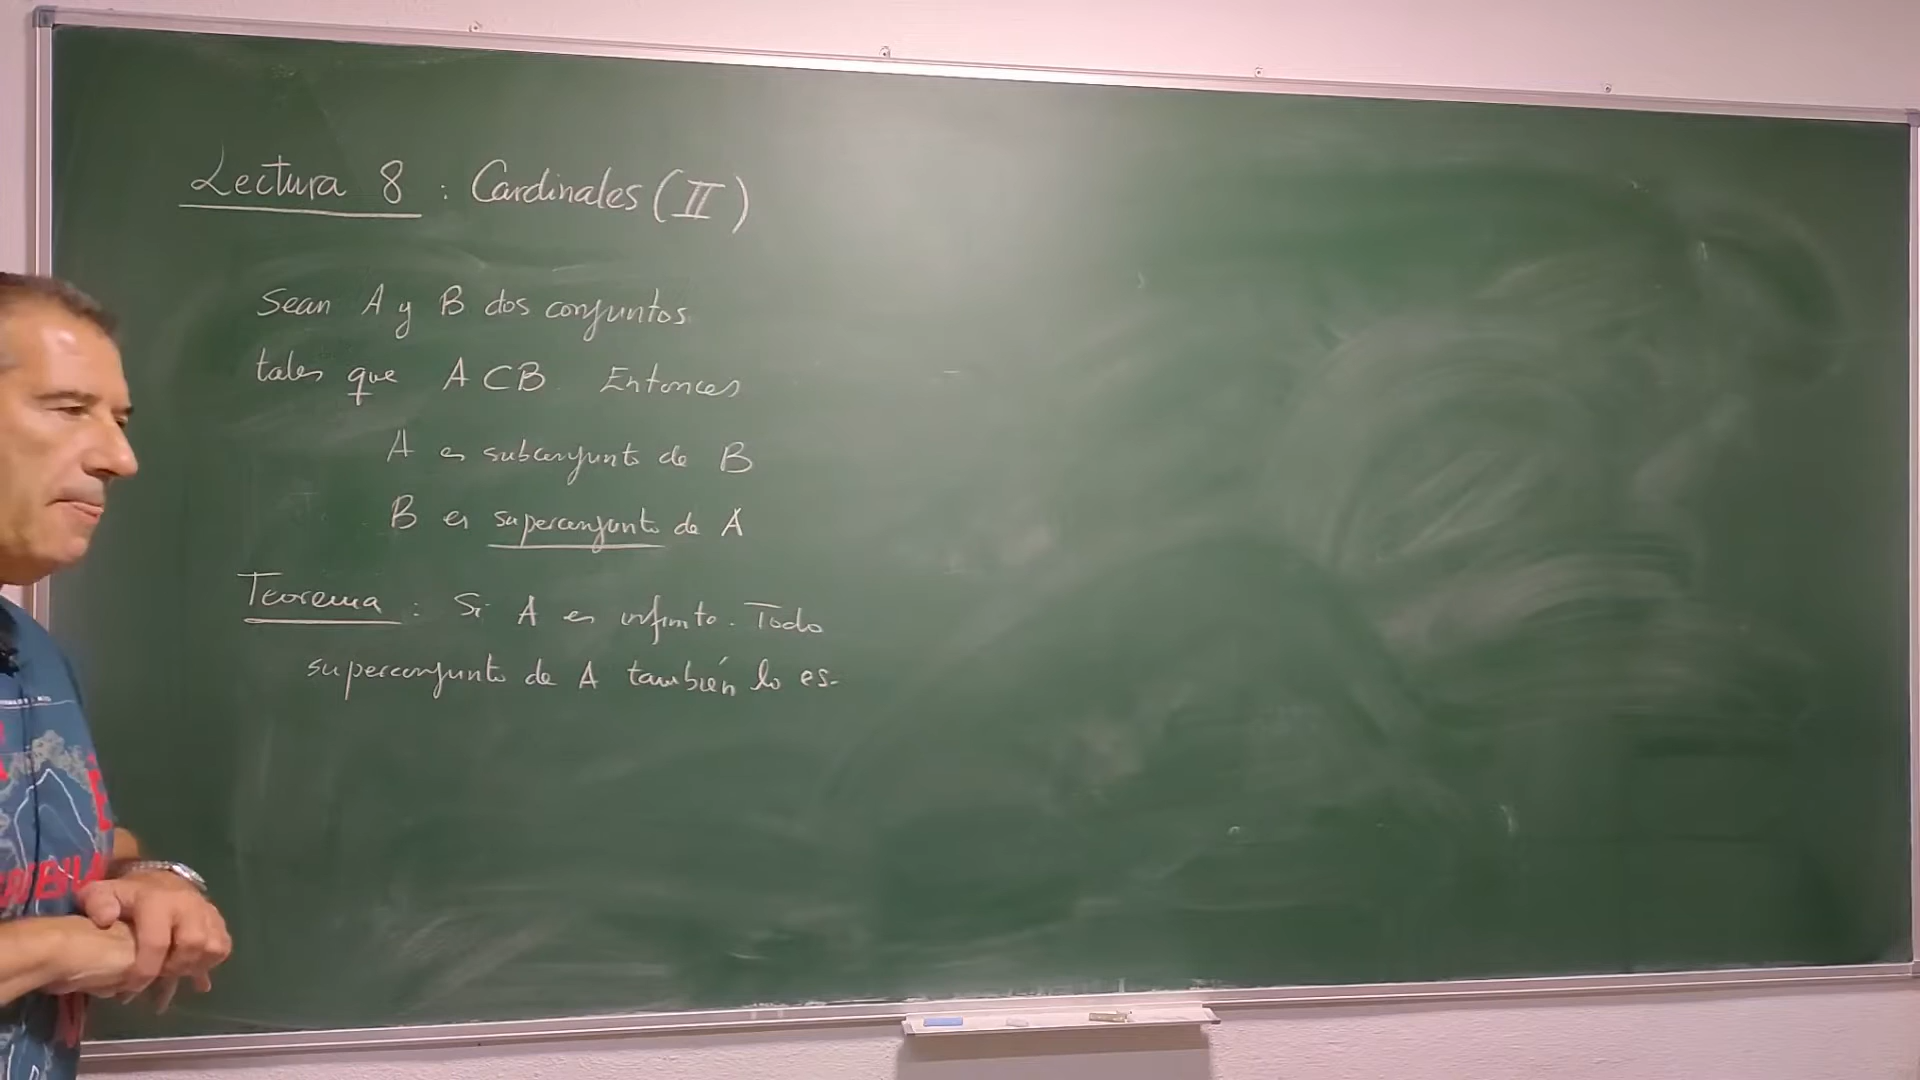 Lectura 8 : Cardinales (II)
Sean A y B dos conjuntos
tales que A ⊂ B. Entonces
A es subconjunto de B
B es superconjunto de A
Teorema : Si A es infinito. Todo
superconjunto de A también lo es.